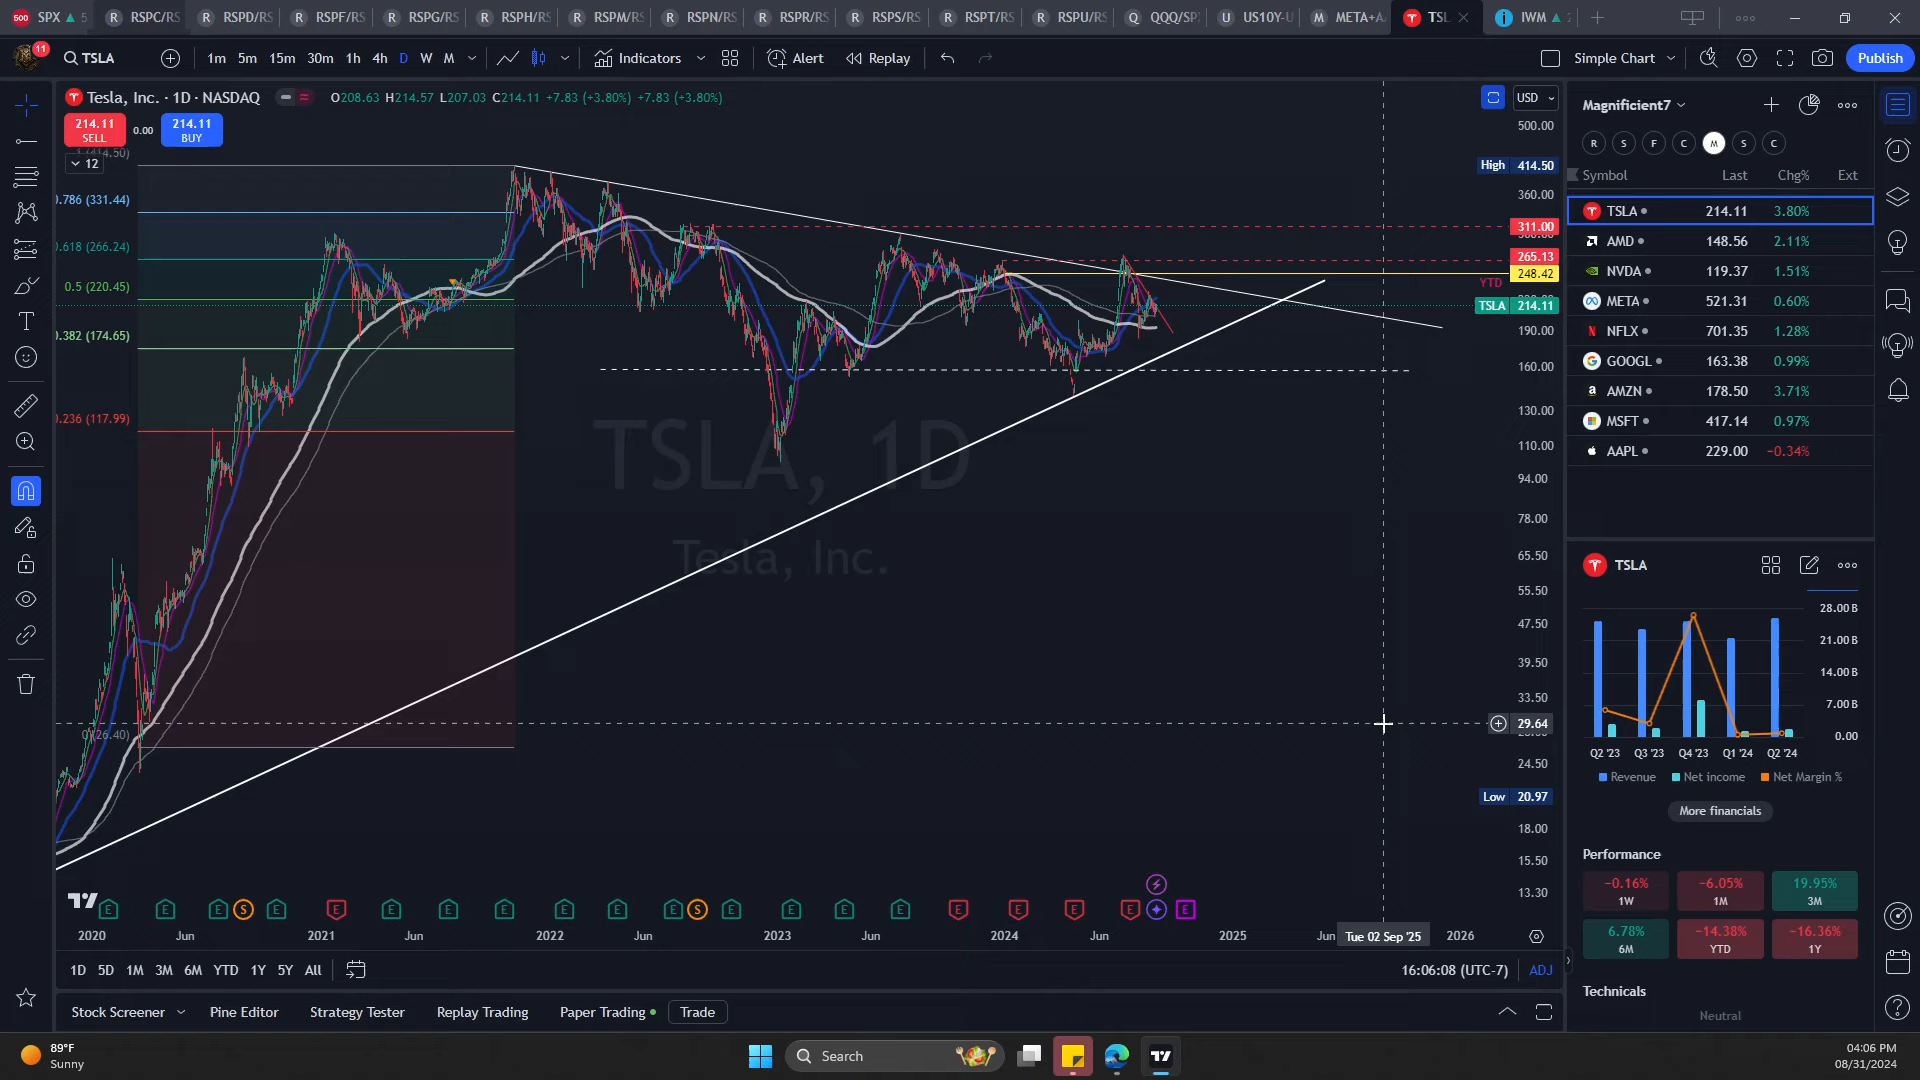 500 SPX 5 R RSPC/RS R RSPD/RS R RSPF/RS R RSPG/RS R RSPH/RS R RSPM/RS R RSPN/RS R RSPR/RS R RSPS/RS R RSPT/RS R RSPU/RS Q QQQ/SP U US10Y-U M META+A TSL IWM
11 TSLA 1m 5m 15m 30m 1h 4h D W M Indicators Alert Replay Simple Chart Publish
Tesla, Inc. · 1D · NASDAQ O208.63 H214.57 L207.03 C214.11 +7.83 (+3.80%) +7.83 (+3.80%)
USD
214.11
SELL
0.00
214.11
BUY
1 (414.50)
12
0.786 (331.44)
0.618 (266.24)
0.5 (220.45)
0.382 (174.65)
0.236 (117.99)
0 (26.40)
TSLA, 1D
Tesla, Inc.
500.00
High 414.50
360.00
311.00
265.13
248.42
YTD
TSLA 214.11
190.00
160.00
130.00
110.00
94.00
78.00
65.50
55.50
47.50
39.50
33.50
29.64
24.50
Low 20.97
18.00
15.50
13.30
E E E S E E E E E E E E S E E E E E E E E E
2020 Jun 2021 Jun 2022 Jun 2023 Jun 2024 Jun 2025 Jun Tue 02 Sep '25 2026
1D 5D 1M 3M 6M YTD 1Y 5Y All
16:06:08 (UTC-7) ADJ
Stock Screener Pine Editor Strategy Tester Replay Trading Paper Trading Trade
Magnificient7
R S F C M S C
Symbol Last Chg% Ext
TSLA 214.11 3.80%
AMD 148.56 2.11%
NVDA 119.37 1.51%
META 521.31 0.60%
NFLX 701.35 1.28%
GOOGL 163.38 0.99%
AMZN 178.50 3.71%
MSFT 417.14 0.97%
AAPL 229.00 −0.34%
TSLA
28.00 B
21.00 B
14.00 B
7.00 B
0.00
Q2 '23 Q3 '23 Q4 '23 Q1 '24 Q2 '24
Revenue Net income Net Margin %
More financials
Performance
−0.16%
1W
−6.05%
1M
19.95%
3M
6.78%
6M
−14.38%
YTD
−16.36%
1Y
Technicals
Neutral
89°F
Sunny
Search
04:06 PM
08/31/2024